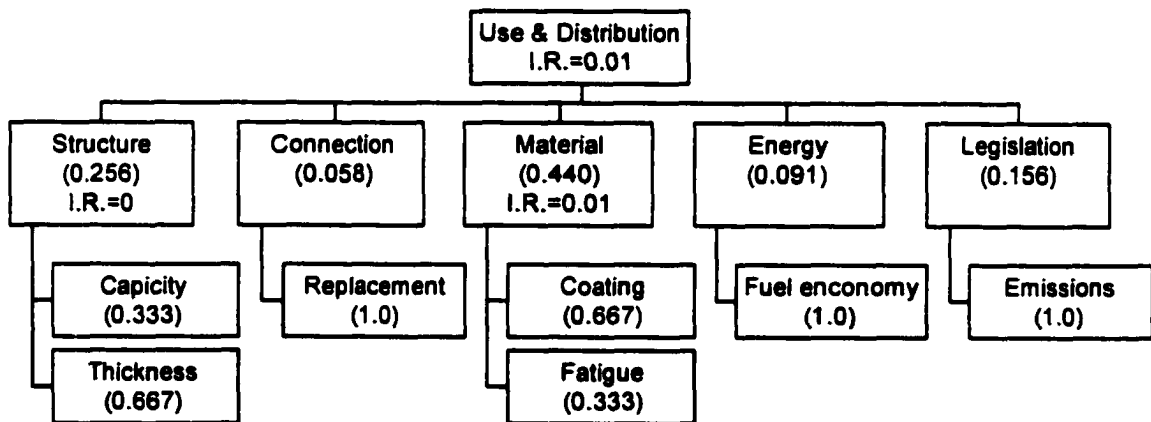 Use & Distribution
I.R.=0.01
Structure
(0.256)
I.R.=0
Connection
(0.058)
Material
(0.440)
I.R.=0.01
Energy
(0.091)
Legislation
(0.156)
Capicity
(0.333)
Replacement
(1.0)
Coating
(0.667)
Fuel enconomy
(1.0)
Emissions
(1.0)
Thickness
(0.667)
Fatigue
(0.333)